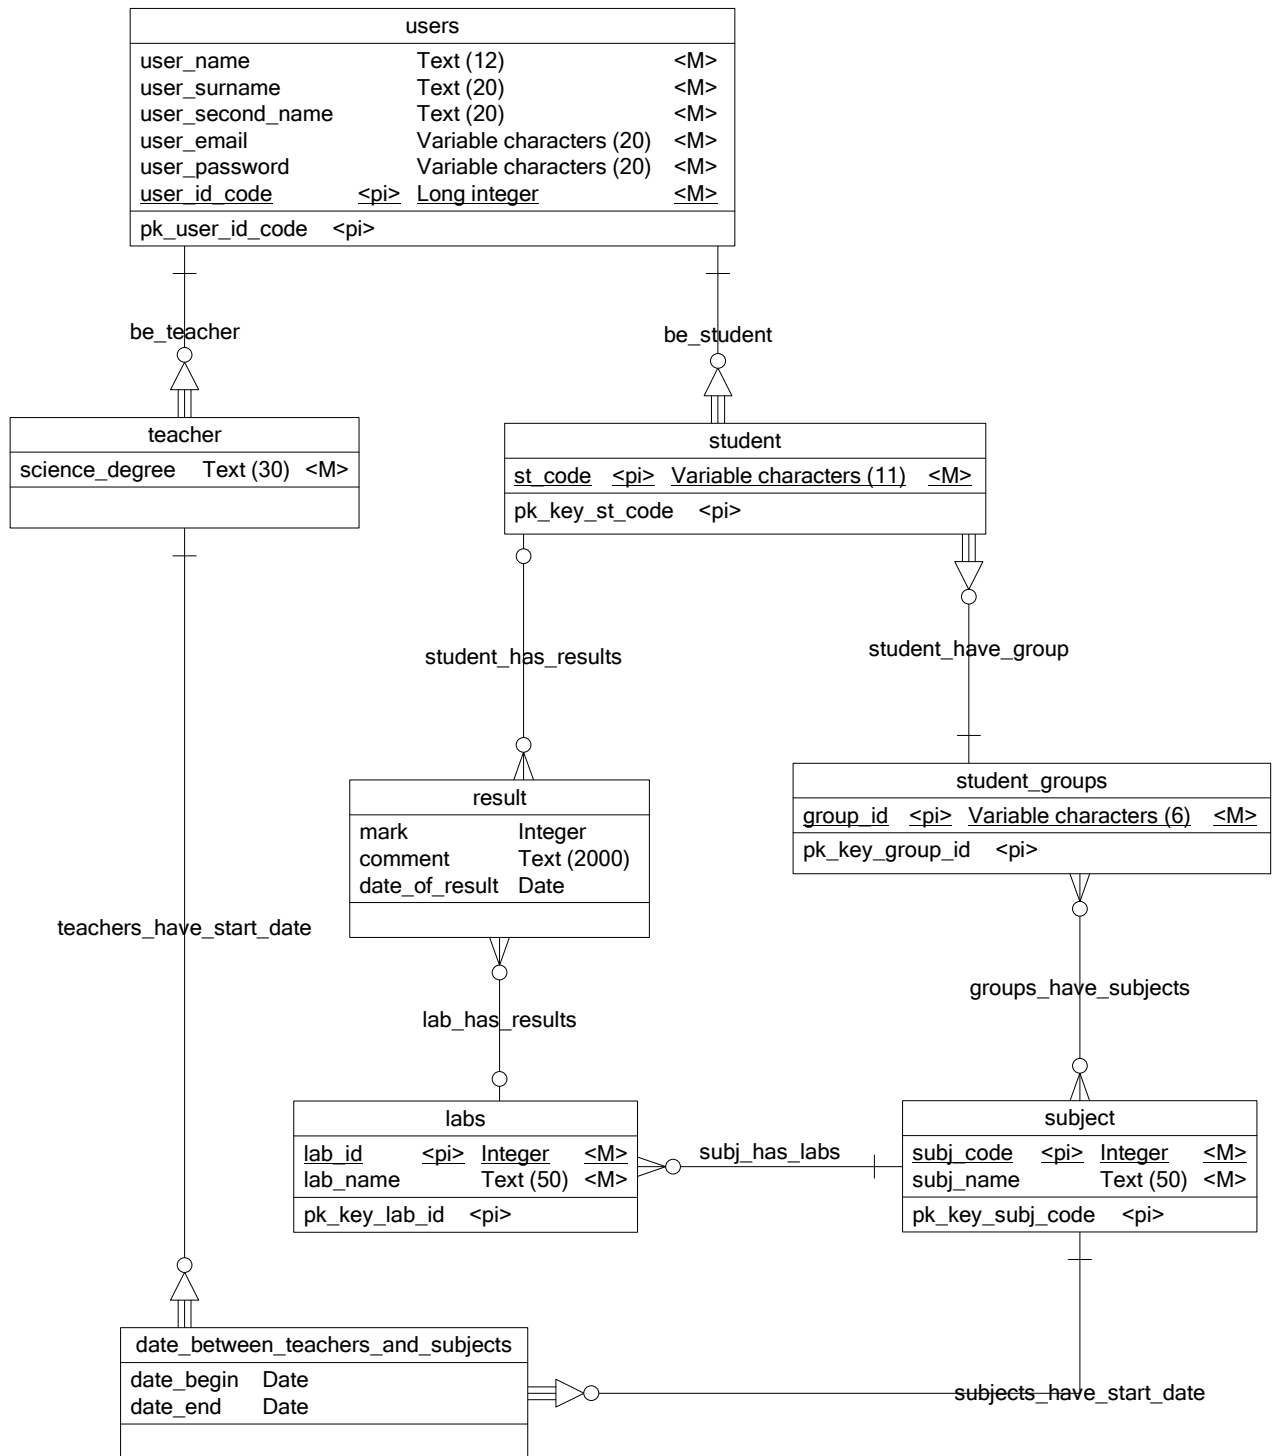 users
user_name Text (12) <M>
user_surname Text (20) <M>
user_second_name Text (20) <M>
user_email Variable characters (20) <M>
user_password Variable characters (20) <M>
user_id_code <pi> Long integer <M>
pk_user_id_code <pi>
be_teacher
be_student
teacher
science_degree Text (30) <M>
student
st_code <pi> Variable characters (11) <M>
pk_key_st_code <pi>
student_has_results
student_have_group
result
mark Integer
comment Text (2000)
date_of_result Date
student_groups
group_id <pi> Variable characters (6) <M>
pk_key_group_id <pi>
teachers_have_start_date
groups_have_subjects
lab_has_results
labs
lab_id <pi> Integer <M>
lab_name Text (50) <M>
pk_key_lab_id <pi>
subj_has_labs
subject
subj_code <pi> Integer <M>
subj_name Text (50) <M>
pk_key_subj_code <pi>
date_between_teachers_and_subjects
date_begin Date
date_end Date
subjects_have_start_date